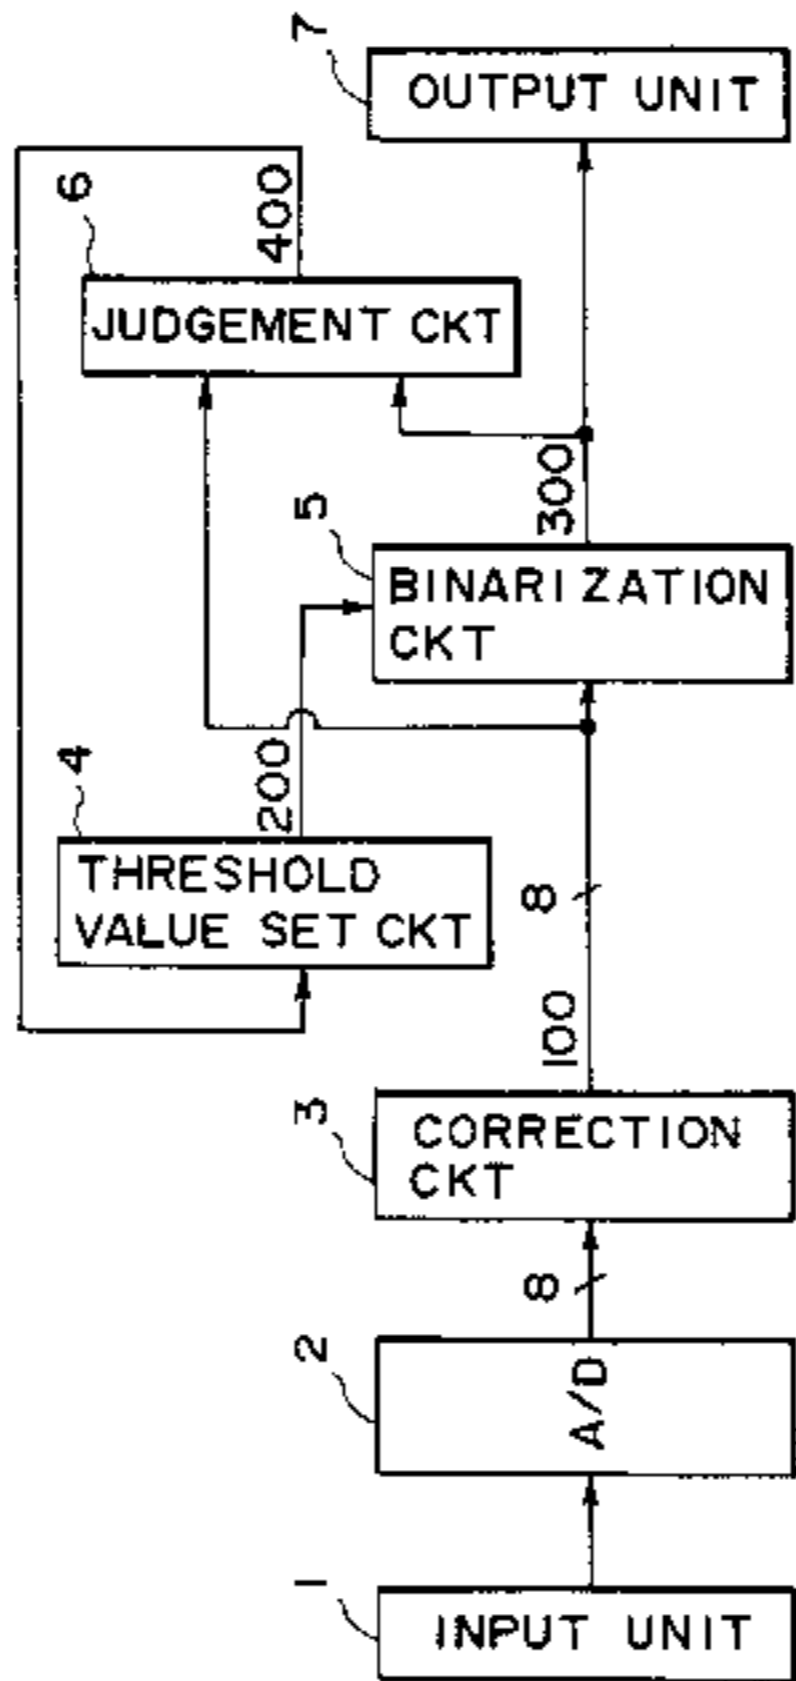 7
OUTPUT UNIT
6
400
JUDGEMENT CKT
300
5
BINARIZATION
CKT
4
200
THRESHOLD
VALUE SET CKT
8
100
3
CORRECTION
CKT
8
2
A/D
1
INPUT UNIT